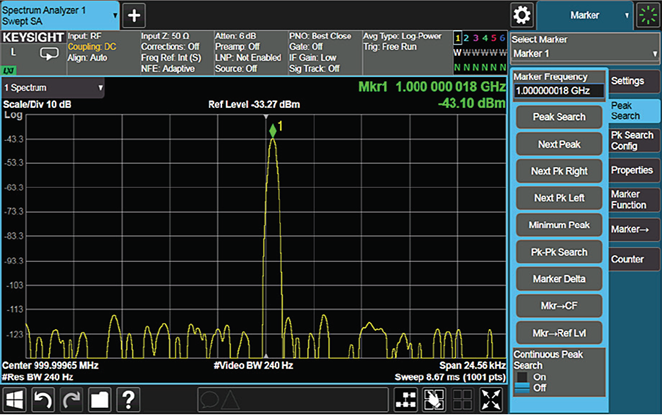 Spectrum Analyzer 1
Swept SA
Marker
KEYSIGHT
L
LXI
Input: RF
Coupling: DC
Align: Auto
Input Z: 50 Ω
Corrections: Off
Freq Ref: Int (S)
NFE: Adaptive
Atten: 6 dB
Preamp: Off
LNP: Not Enabled
Source: Off
PNO: Best Close
Gate: Off
IF Gain: Low
Sig Track: Off
Avg Type: Log-Power
Trig: Free Run
1 2 3 4 5 6
W W W W W W
N N N N N N
Select Marker
Marker 1
1 Spectrum
Scale/Div 10 dB
Ref Level -33.27 dBm
Mkr1 1.000 000 018 GHz
-43.10 dBm
Log
1
-43.3
-53.3
-63.3
-73.3
-83.3
-93.3
-103
-113
-123
Center 999.99965 MHz
#Res BW 240 Hz
#Video BW 240 Hz
Span 24.56 kHz
Sweep 8.67 ms (1001 pts)
Marker Frequency
1.000000018 GHz
Peak Search
Next Peak
Next Pk Right
Next Pk Left
Minimum Peak
Pk-Pk Search
Marker Delta
Mkr→CF
Mkr→Ref Lvl
Continuous Peak
Search
On
Off
Settings
Peak
Search
Pk Search
Config
Properties
Marker
Function
Marker→
Counter
?